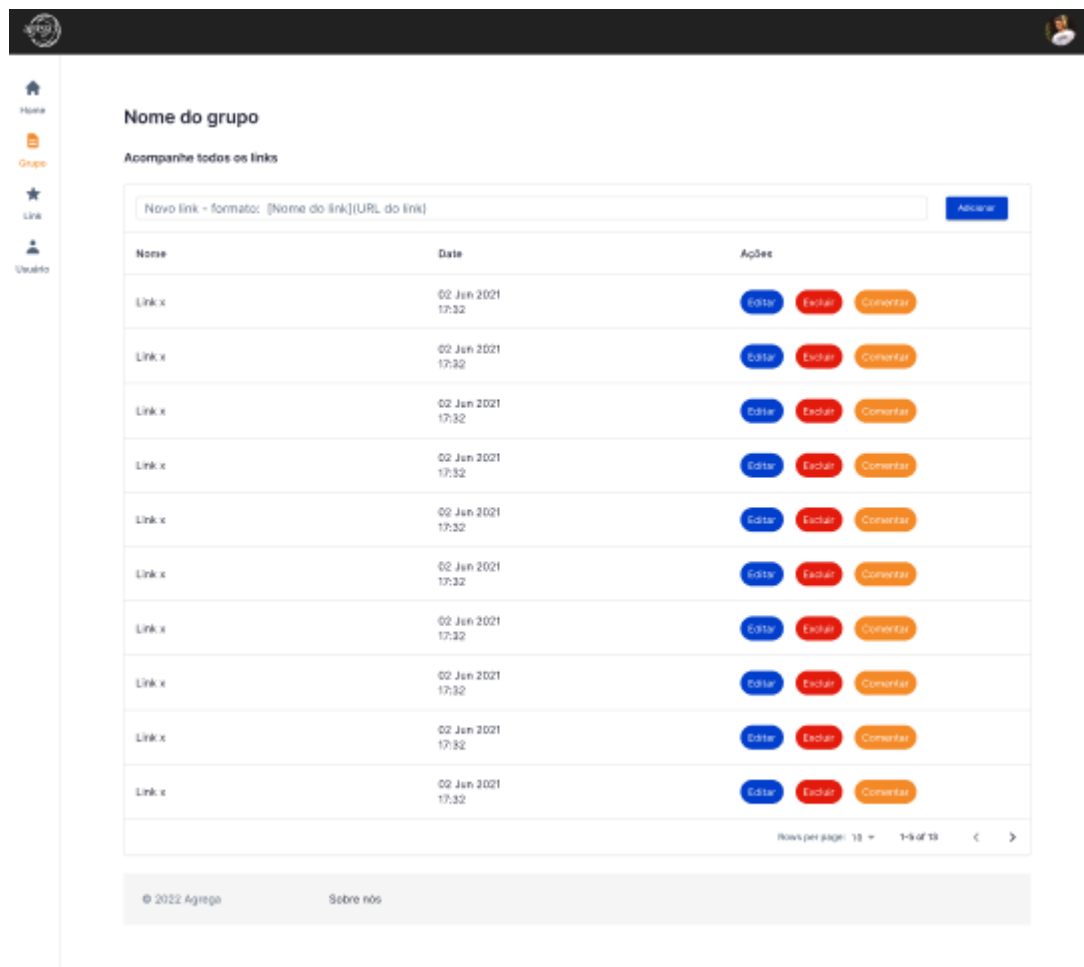 agrega
Home
Grupo
Link
Usuário
Nome do grupo
Acompanhe todos os links
Novo link - formato: [Nome do link](URL do link)
Adicionar
Nome Date Ações
Link x 02 Jun 2021
17:32
Editar Excluir Comentar
Link x 02 Jun 2021
17:32
Editar Excluir Comentar
Link x 02 Jun 2021
17:32
Editar Excluir Comentar
Link x 02 Jun 2021
17:32
Editar Excluir Comentar
Link x 02 Jun 2021
17:32
Editar Excluir Comentar
Link x 02 Jun 2021
17:32
Editar Excluir Comentar
Link x 02 Jun 2021
17:32
Editar Excluir Comentar
Link x 02 Jun 2021
17:32
Editar Excluir Comentar
Link x 02 Jun 2021
17:32
Editar Excluir Comentar
Link x 02 Jun 2021
17:32
Editar Excluir Comentar
Rows per page: 10 1-5 of 13
© 2022 Agrega Sobre nós